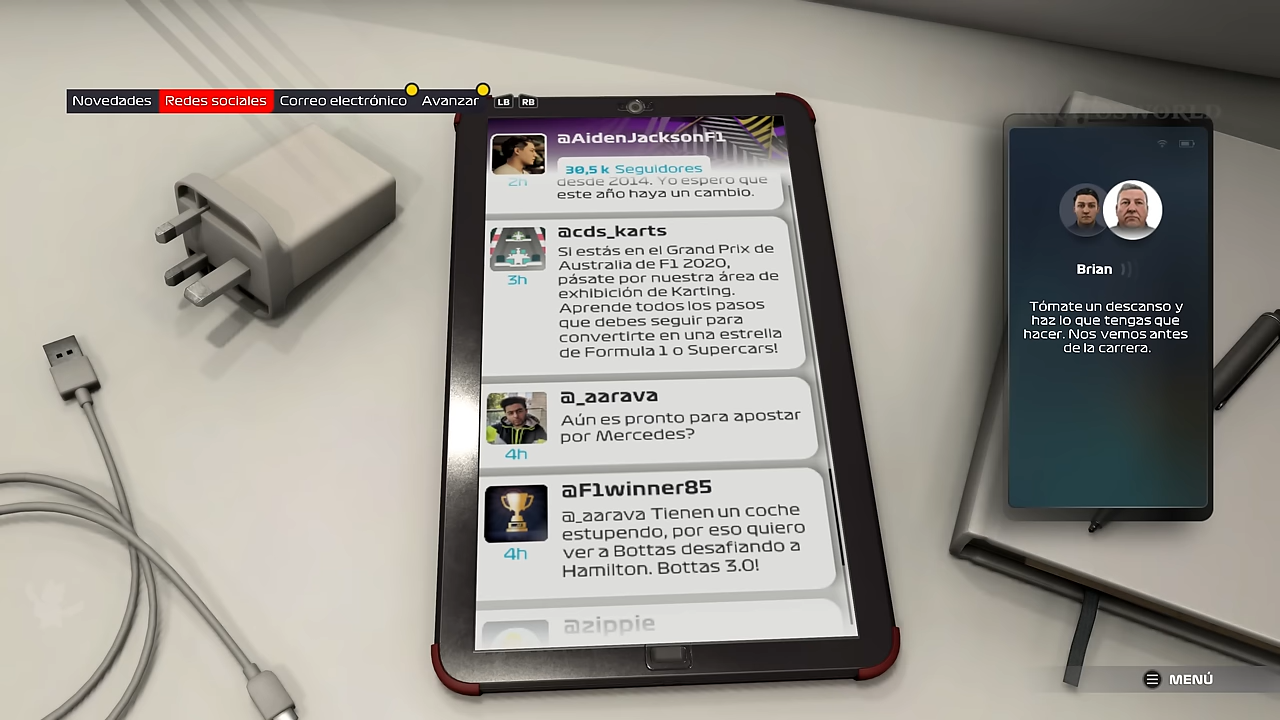 Novedades Redes sociales Correo electrónico Avanzar LB RB
@AidenJacksonF1
30,5 k Seguidores
2h
desde 2014. Yo espero que
este año haya un cambio.
@cds_karts
3h
Si estás en el Grand Prix de
Australia de F1 2020,
pásate por nuestra área de
exhibición de Karting.
Aprende todos los pasos
que debes seguir para
convertirte en una estrella
de Formula 1 o Supercars!
@_aarava
4h
Aún es pronto para apostar
por Mercedes?
@F1winner85
4h
@_aarava Tienen un coche
estupendo, por eso quiero
ver a Bottas desafiando a
Hamilton. Bottas 3.0!
@zippie
Brian
Tómate un descanso y
haz lo que tengas que
hacer. Nos vemos antes
de la carrera.
MENÚ